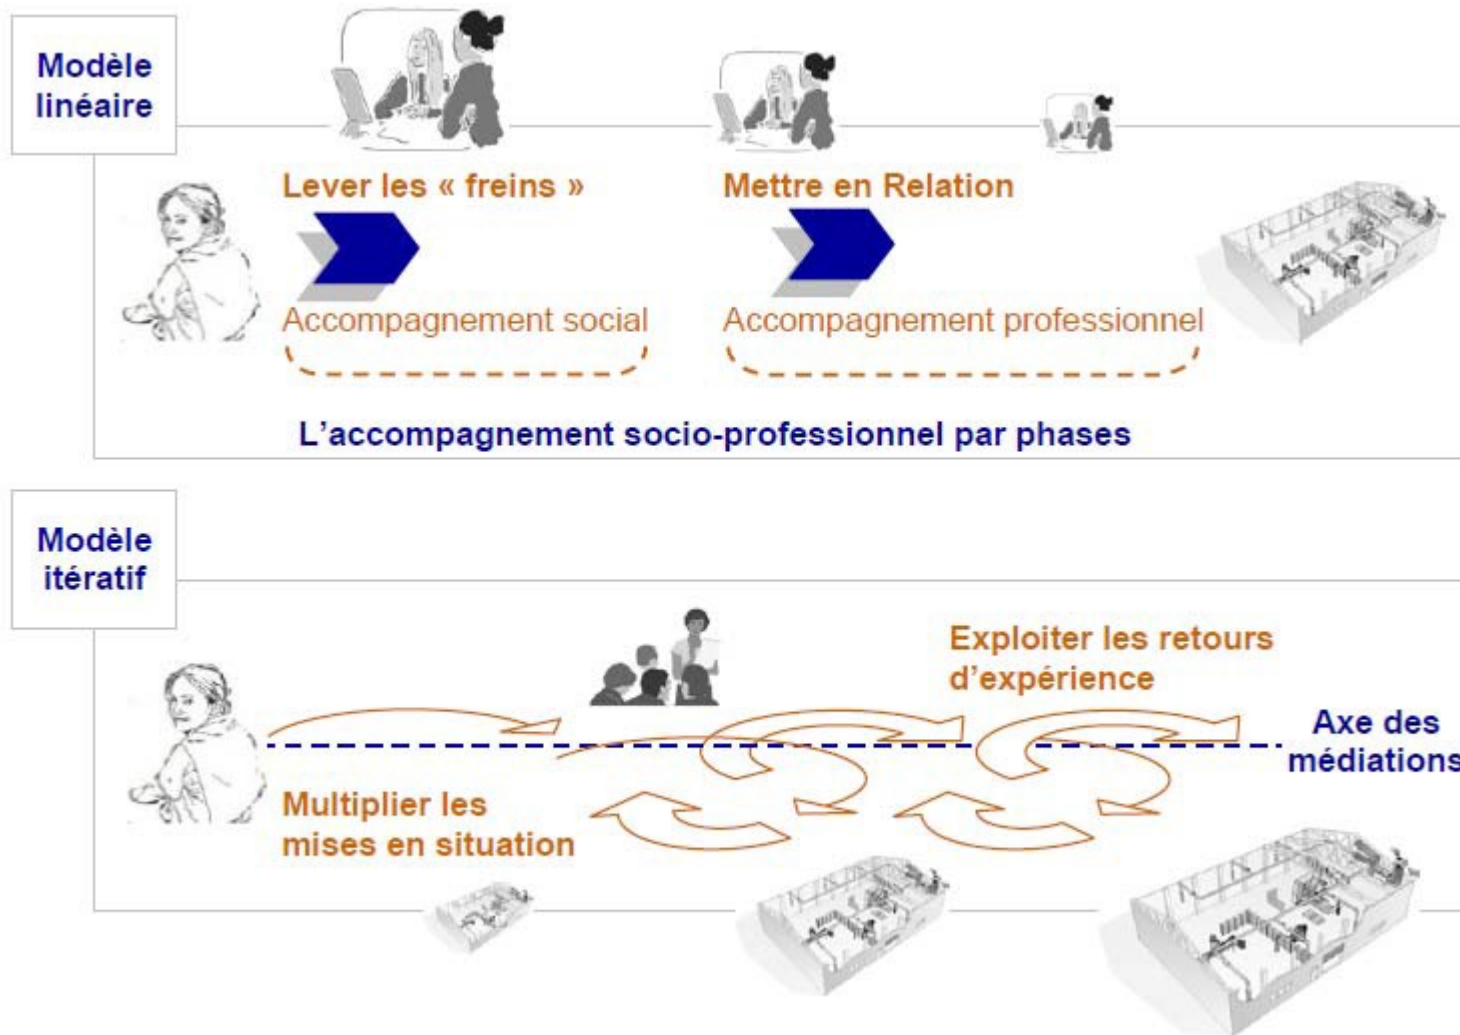 Modèle
linéaire
Lever les « freins »
Mettre en Relation
Accompagnement social
Accompagnement professionnel
L'accompagnement socio-professionnel par phases
Modèle
itératif
Exploiter les retours
d'expérience
Axe des
médiations
Multiplier les
mises en situation